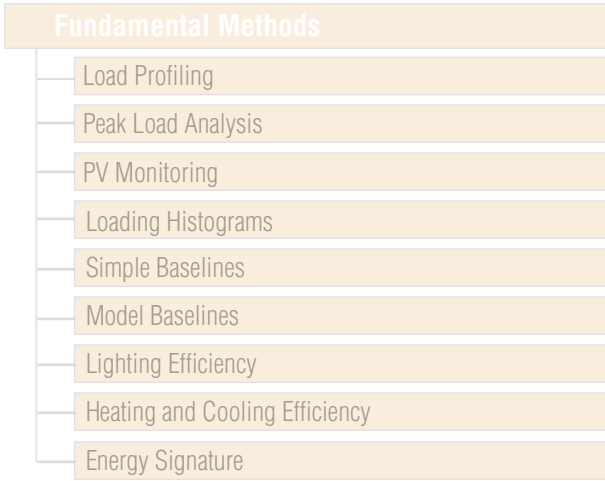 Fundamental Methods
Load Profiling
Peak Load Analysis
PV Monitoring
Loading Histograms
Simple Baselines
Model Baselines
Lighting Efficiency
Heating and Cooling Efficiency
Energy Signature